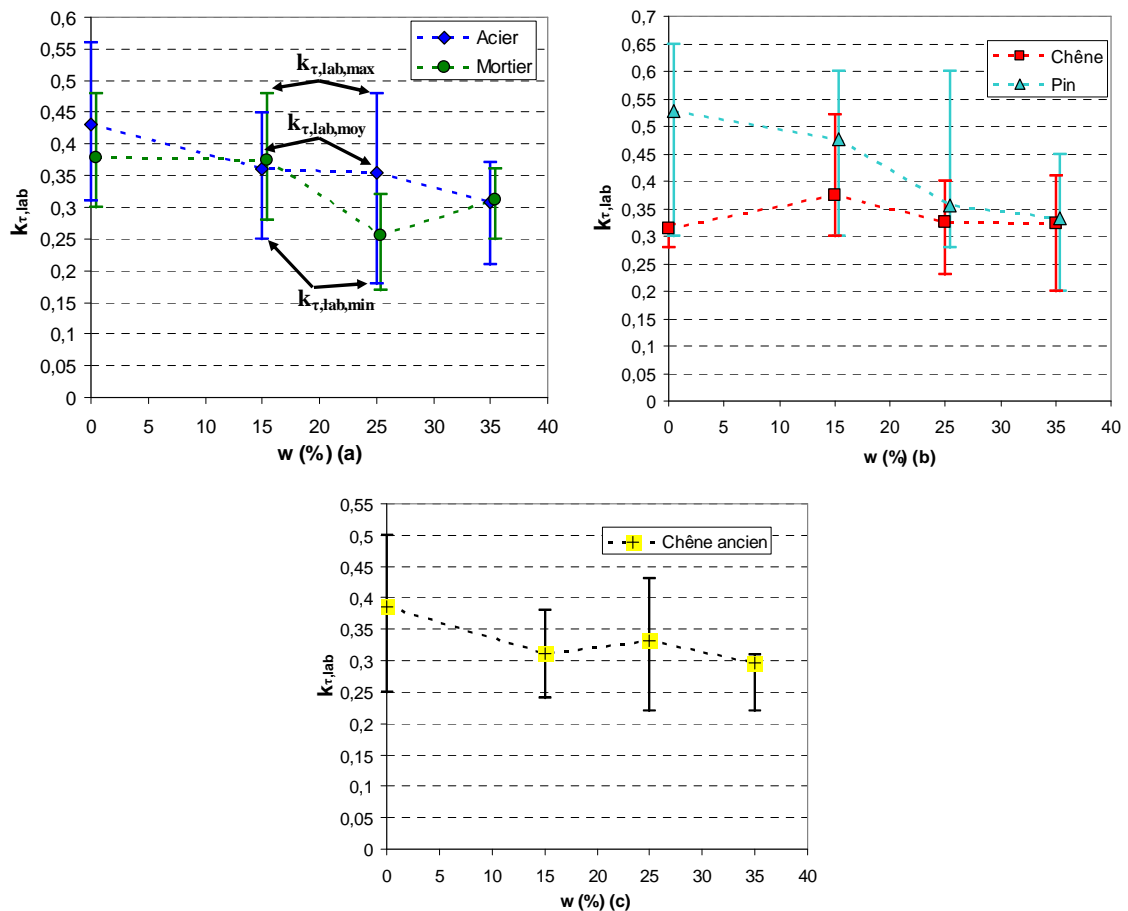 0,6
0,55
0,5
0,45
0,4
0,35
0,3
0,25
0,2
0,15
0,1
0,05
0
kτ,lab
Acier
Mortier
kτ,lab,max
kτ,lab,moy
kτ,lab,min
0 5 10 15 20 25 30 35 40
w (%) (a)
0,7
0,65
0,6
0,55
0,5
0,45
0,4
0,35
0,3
0,25
0,2
0,15
0,1
0,05
0
kτ,lab
Chêne
Pin
0 5 10 15 20 25 30 35 40
w (%) (b)
0,55
0,5
0,45
0,4
0,35
0,3
0,25
0,2
0,15
0,1
0,05
0
kτ,lab
Chêne ancien
0 5 10 15 20 25 30 35 40
w (%) (c)